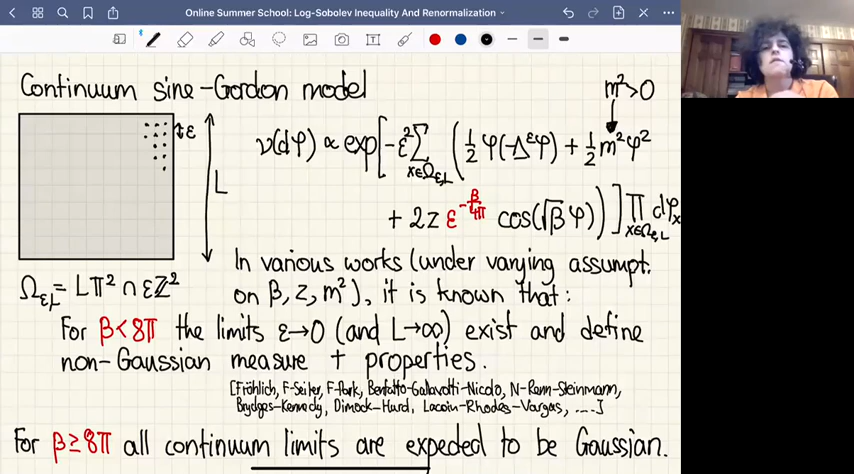 Online Summer School: Log-Sobolev Inequality And Renormalization
Continuum sine-Gordon model
m²>0
ε
L
ν(dφ) ∝ exp[-ε² Σ_{x∈Ω_{ε,L}} (½ φ(-Δ^ε φ) + ½ m² φ²
+ 2z ε^{-β/4π} cos(√β φ))] ∏_{x∈Ω_{ε,L}} dφ_x
Ω_{ε,L} = L𝕋² ∩ εℤ²
In various works (under varying assumpt.
on β, z, m²), it is known that:
For β<8π the limits ε→0 (and L→∞) exist and define
non-Gaussian measure + properties.
[Fröhlich, F-Seiler, F-Park, Benfatto-Gallavotti-Nicolo, N-Renn-Steinmann,
Brydges-Kennedy, Dimock-Hurd, Lacoin-Rhodes-Vargas, ....]
For β≥8π all continuum limits are expected to be Gaussian.